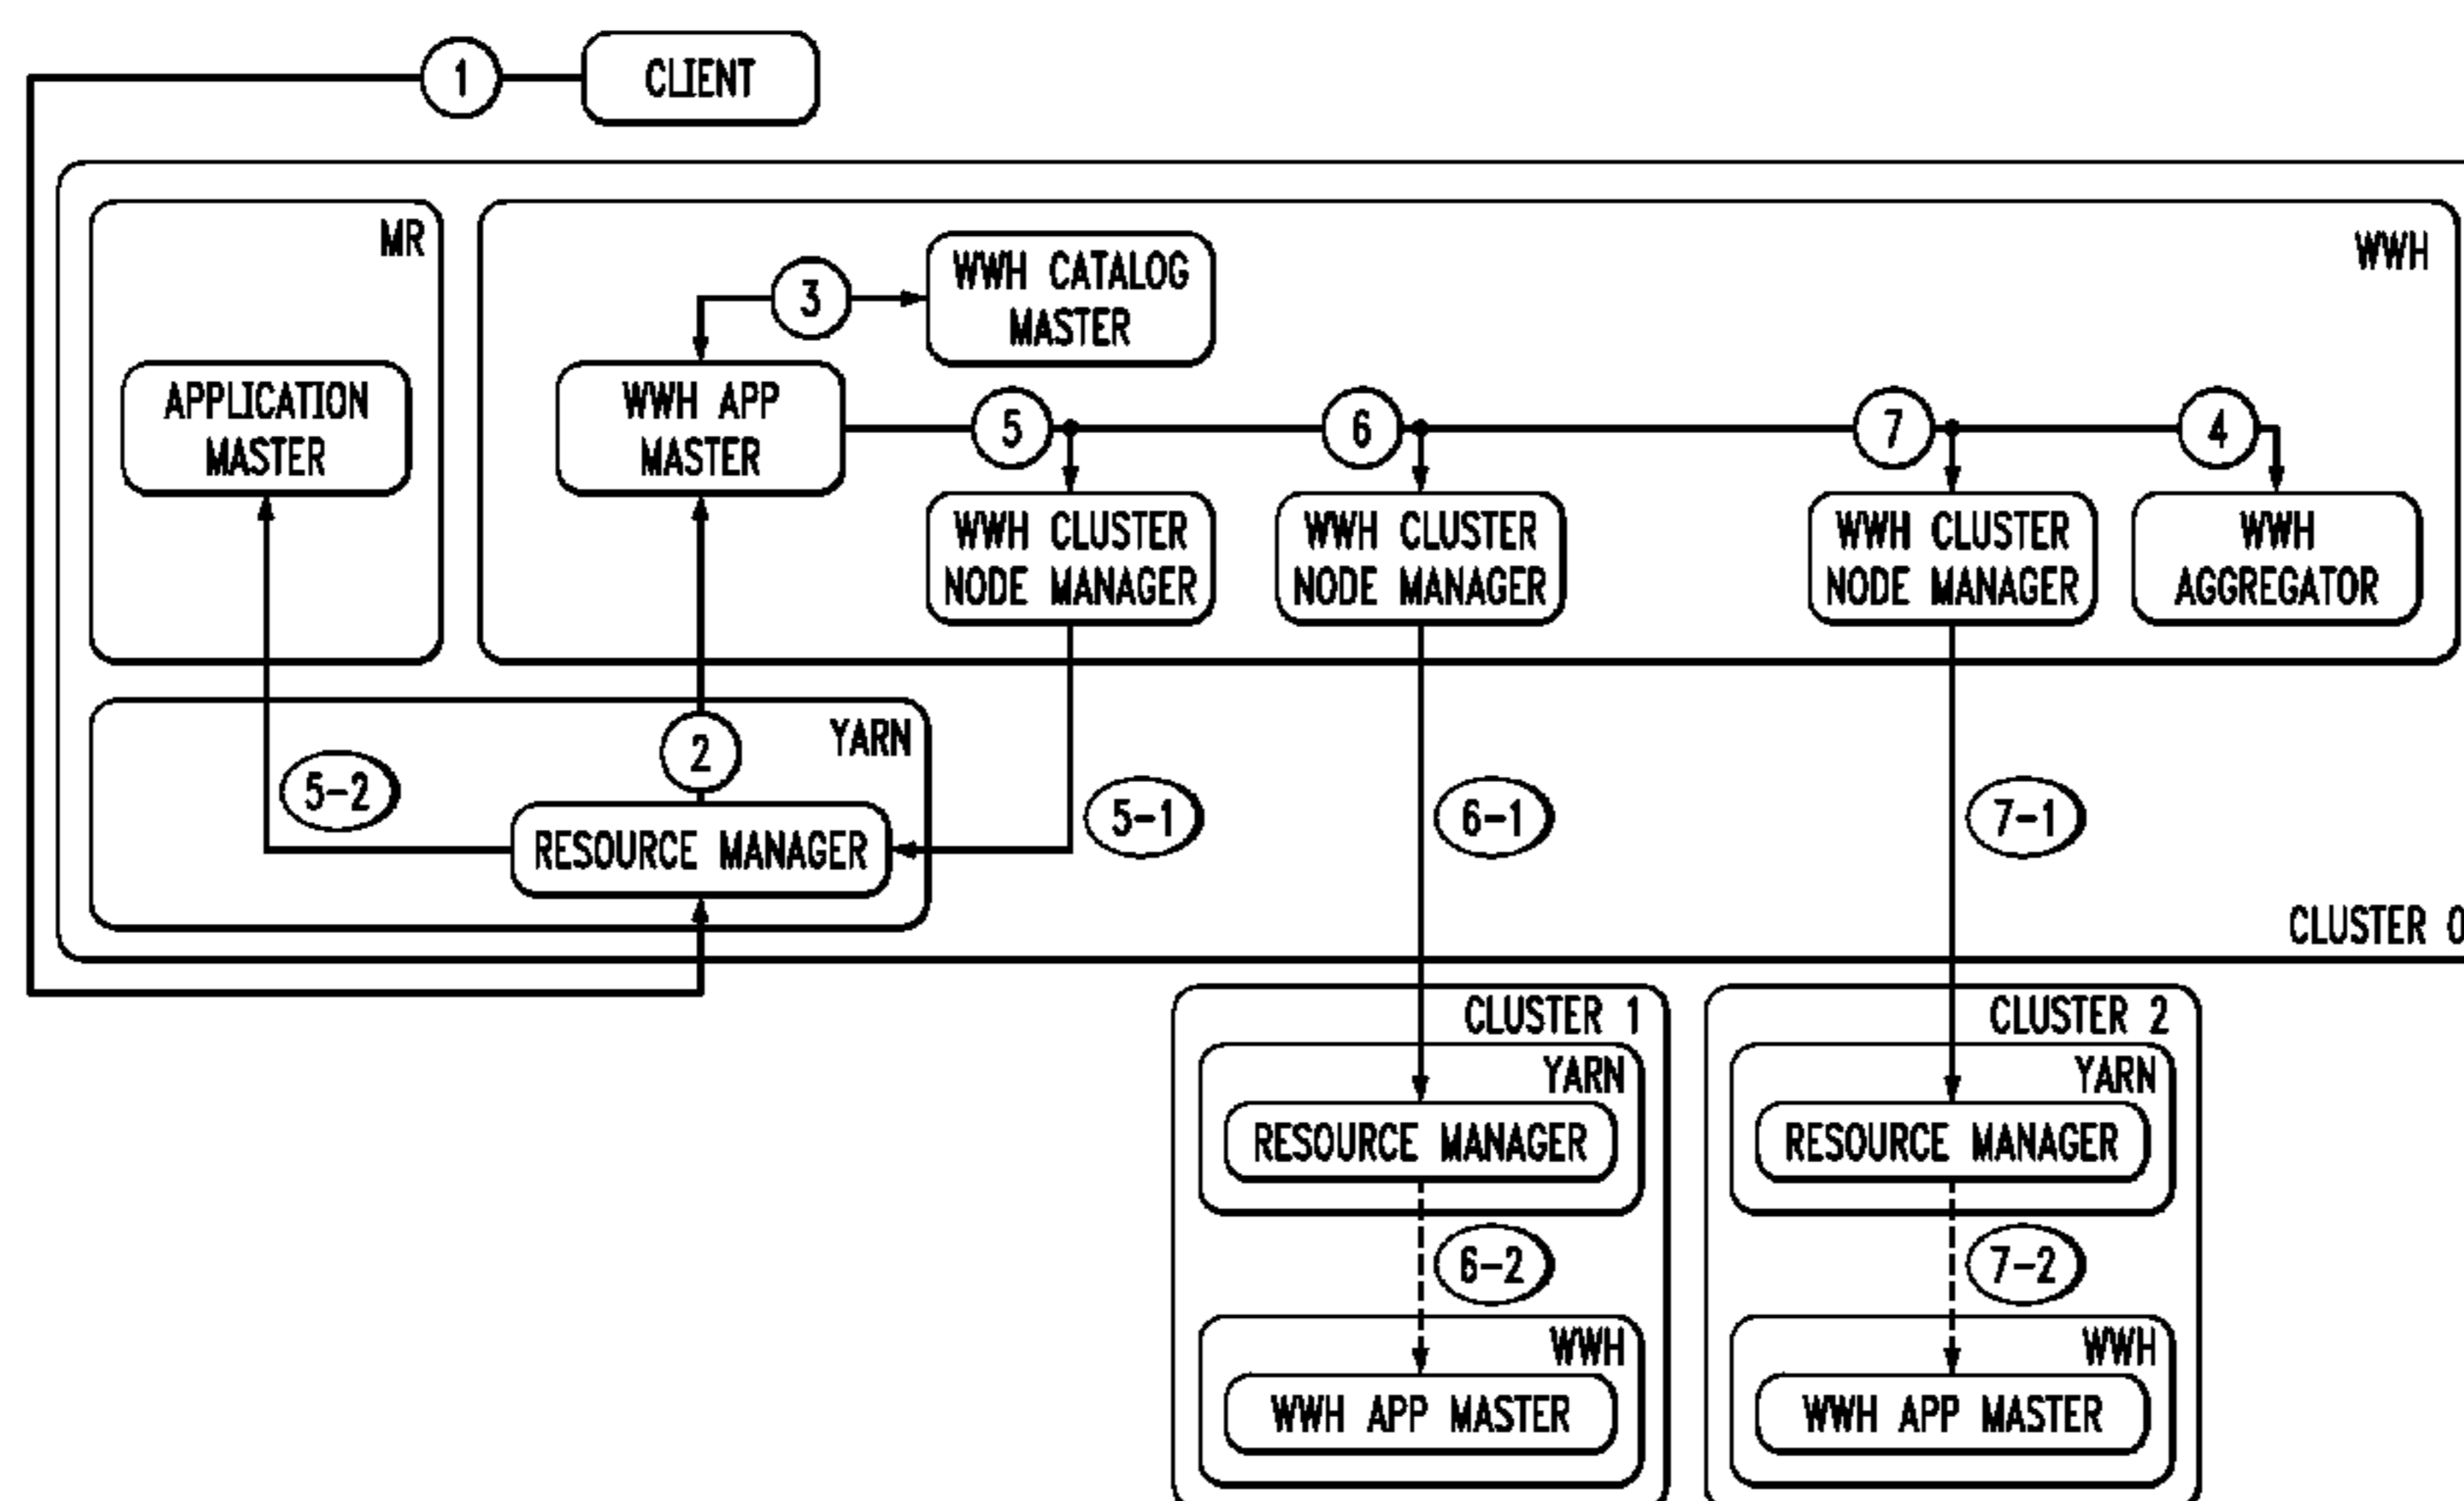 1
CLIENT
MR
WWH
3
WWH CATALOG
MASTER
APPLICATION
MASTER
WWH APP
MASTER
5
6
7
4
WWH CLUSTER
NODE MANAGER
WWH CLUSTER
NODE MANAGER
WWH CLUSTER
NODE MANAGER
WWH
AGGREGATOR
2
YARN
5-2
5-1
6-1
7-1
RESOURCE MANAGER
CLUSTER 0
CLUSTER 1
CLUSTER 2
YARN
YARN
RESOURCE MANAGER
RESOURCE MANAGER
6-2
7-2
WWH
WWH
WWH APP MASTER
WWH APP MASTER